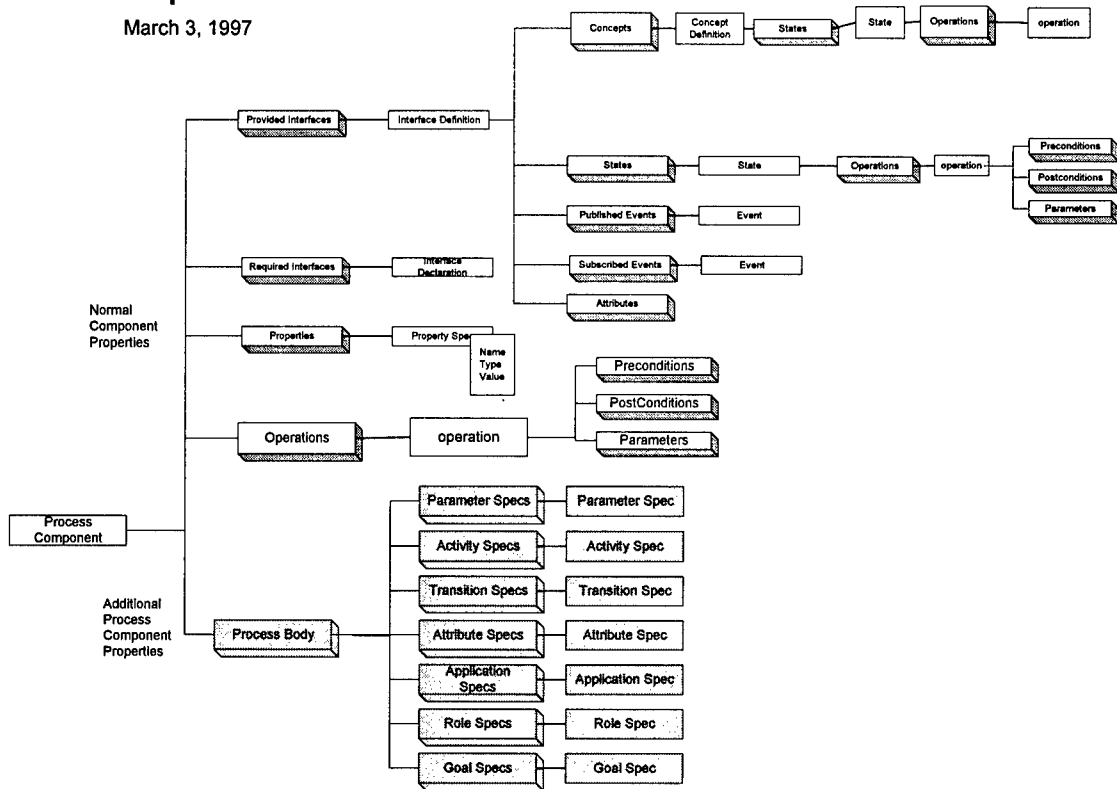 March 3, 1997
Concepts
Concept
Definition
States
State
Operations
operation
Provided Interfaces
Interface Definition
States
State
Operations
operation
Preconditions
Postconditions
Parameters
Published Events
Event
Required Interfaces
Interface
Declaration
Subscribed Events
Event
Attributes
Normal
Component
Properties
Properties
Property Spec
Name
Type
Value
Preconditions
PostConditions
Parameters
Operations
operation
Parameter Specs
Parameter Spec
Process
Component
Activity Specs
Activity Spec
Transition Specs
Transition Spec
Additional
Process
Component
Properties
Process Body
Attribute Specs
Attribute Spec
Application
Specs
Application Spec
Role Specs
Role Spec
Goal Specs
Goal Spec